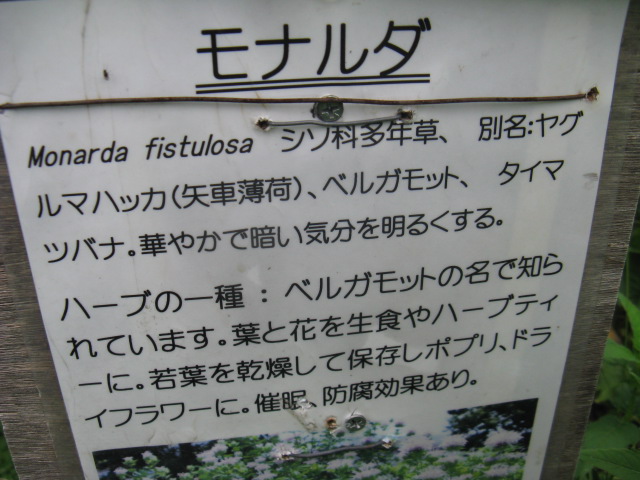 モナルダ
Monarda fistulosa　シソ科多年草、　別名:ヤグ
ルマハッカ(矢車薄荷)、ベルガモット、　タイマ
ツバナ。華やかで暗い気分を明るくする。
ハーブの一種 : ベルガモットの名で知ら
れています。葉と花を生食やハーブティ
ーに。若葉を乾燥して保存しポプリ、ドラ
イフラワーに。催眠、防腐効果あり。